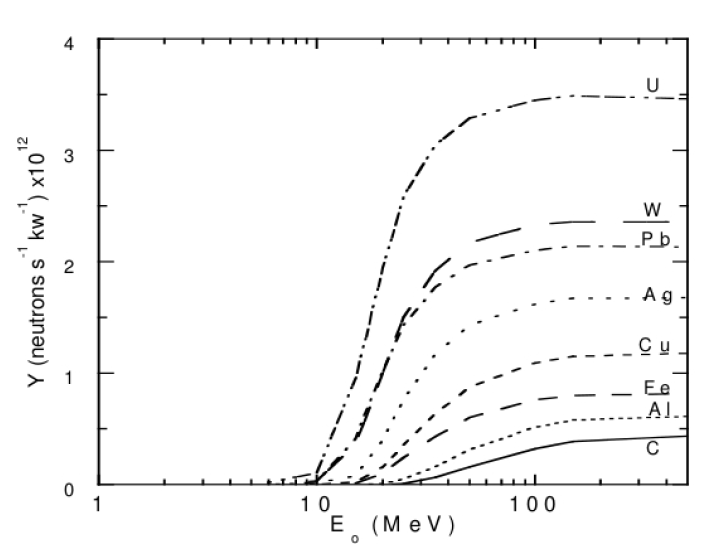 4
3
2
1
0
Y (neutrons s⁻¹ kw⁻¹) x10¹²
U
W
Pb
Ag
Cu
Fe
Al
C
1 10 100
Eₒ (MeV)